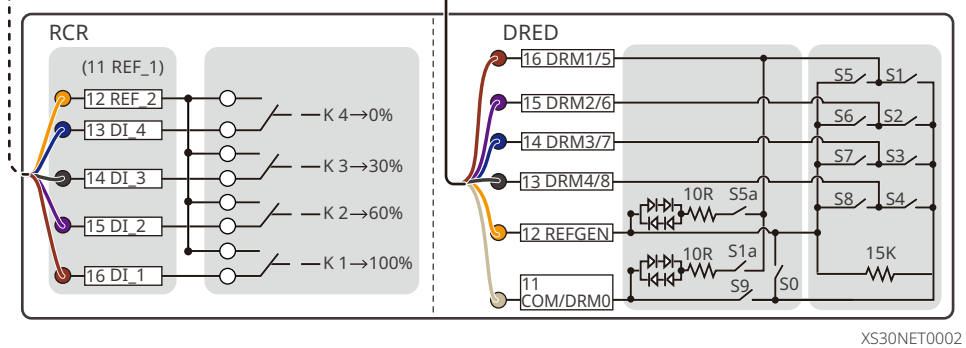 RCR
(11 REF_1)
12 REF_2
13 DI_4
14 DI_3
15 DI_2
16 DI_1
K 4→0%
K 3→30%
K 2→60%
K 1→100%
DRED
16 DRM1/5
15 DRM2/6
14 DRM3/7
13 DRM4/8
12 REFGEN
11
COM/DRM0
10R
S5a
10R
S1a
S9
S0
S5
S1
S6
S2
S7
S3
S8
S4
15K
XS30NET0002